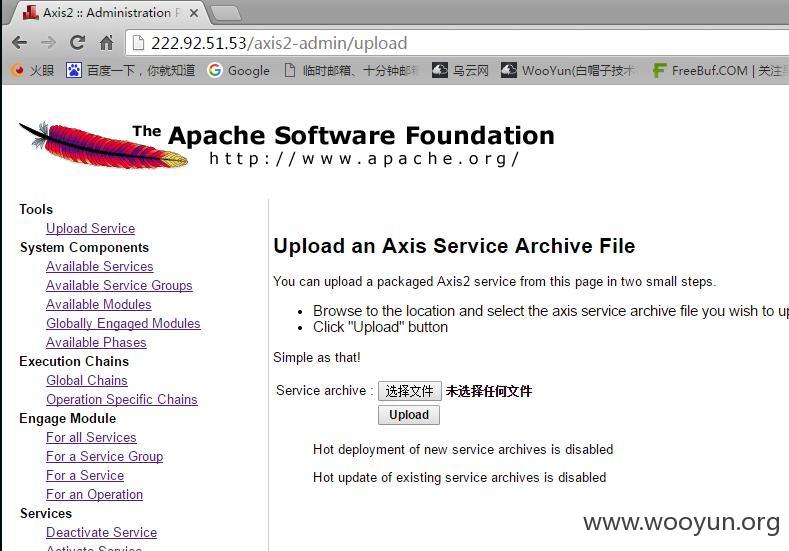 Axis2 :: Administration P
222.92.51.53/axis2-admin/upload
火眼 百度一下，你就知道 Google 临时邮箱、十分钟邮箱 乌云网 WooYun(白帽子技术 FreeBuf.COM | 关注
The Apache Software Foundation
http://www.apache.org/
Tools
Upload Service
System Components
Available Services
Available Service Groups
Available Modules
Globally Engaged Modules
Available Phases
Execution Chains
Global Chains
Operation Specific Chains
Engage Module
For all Services
For a Service Group
For a Service
For an Operation
Services
Deactivate Service
Activate Service
Upload an Axis Service Archive File
You can upload a packaged Axis2 service from this page in two small steps.
Browse to the location and select the axis service archive file you wish to up
Click "Upload" button
Simple as that!
Service archive : 选择文件 未选择任何文件
Upload
Hot deployment of new service archives is disabled
Hot update of existing service archives is disabled
www.wooyun.org